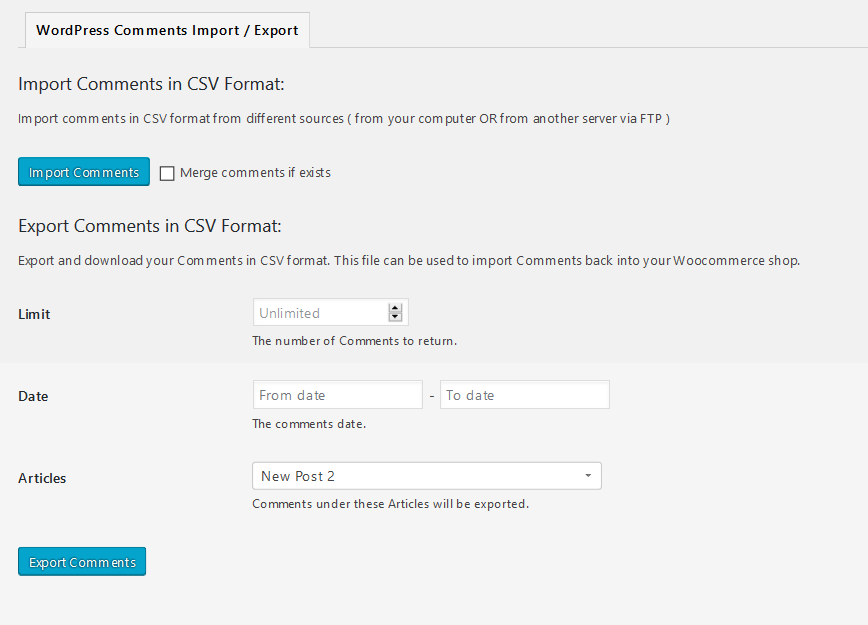 WordPress Comments Import / Export
Import Comments in CSV Format:
Import comments in CSV format from different sources ( from your computer OR from another server via FTP )
Import Comments Merge comments if exists
Export Comments in CSV Format:
Export and download your Comments in CSV format. This file can be used to import Comments back into your Woocommerce shop.
Limit Unlimited
The number of Comments to return.
Date From date - To date
The comments date.
Articles New Post 2
Comments under these Articles will be exported.
Export Comments